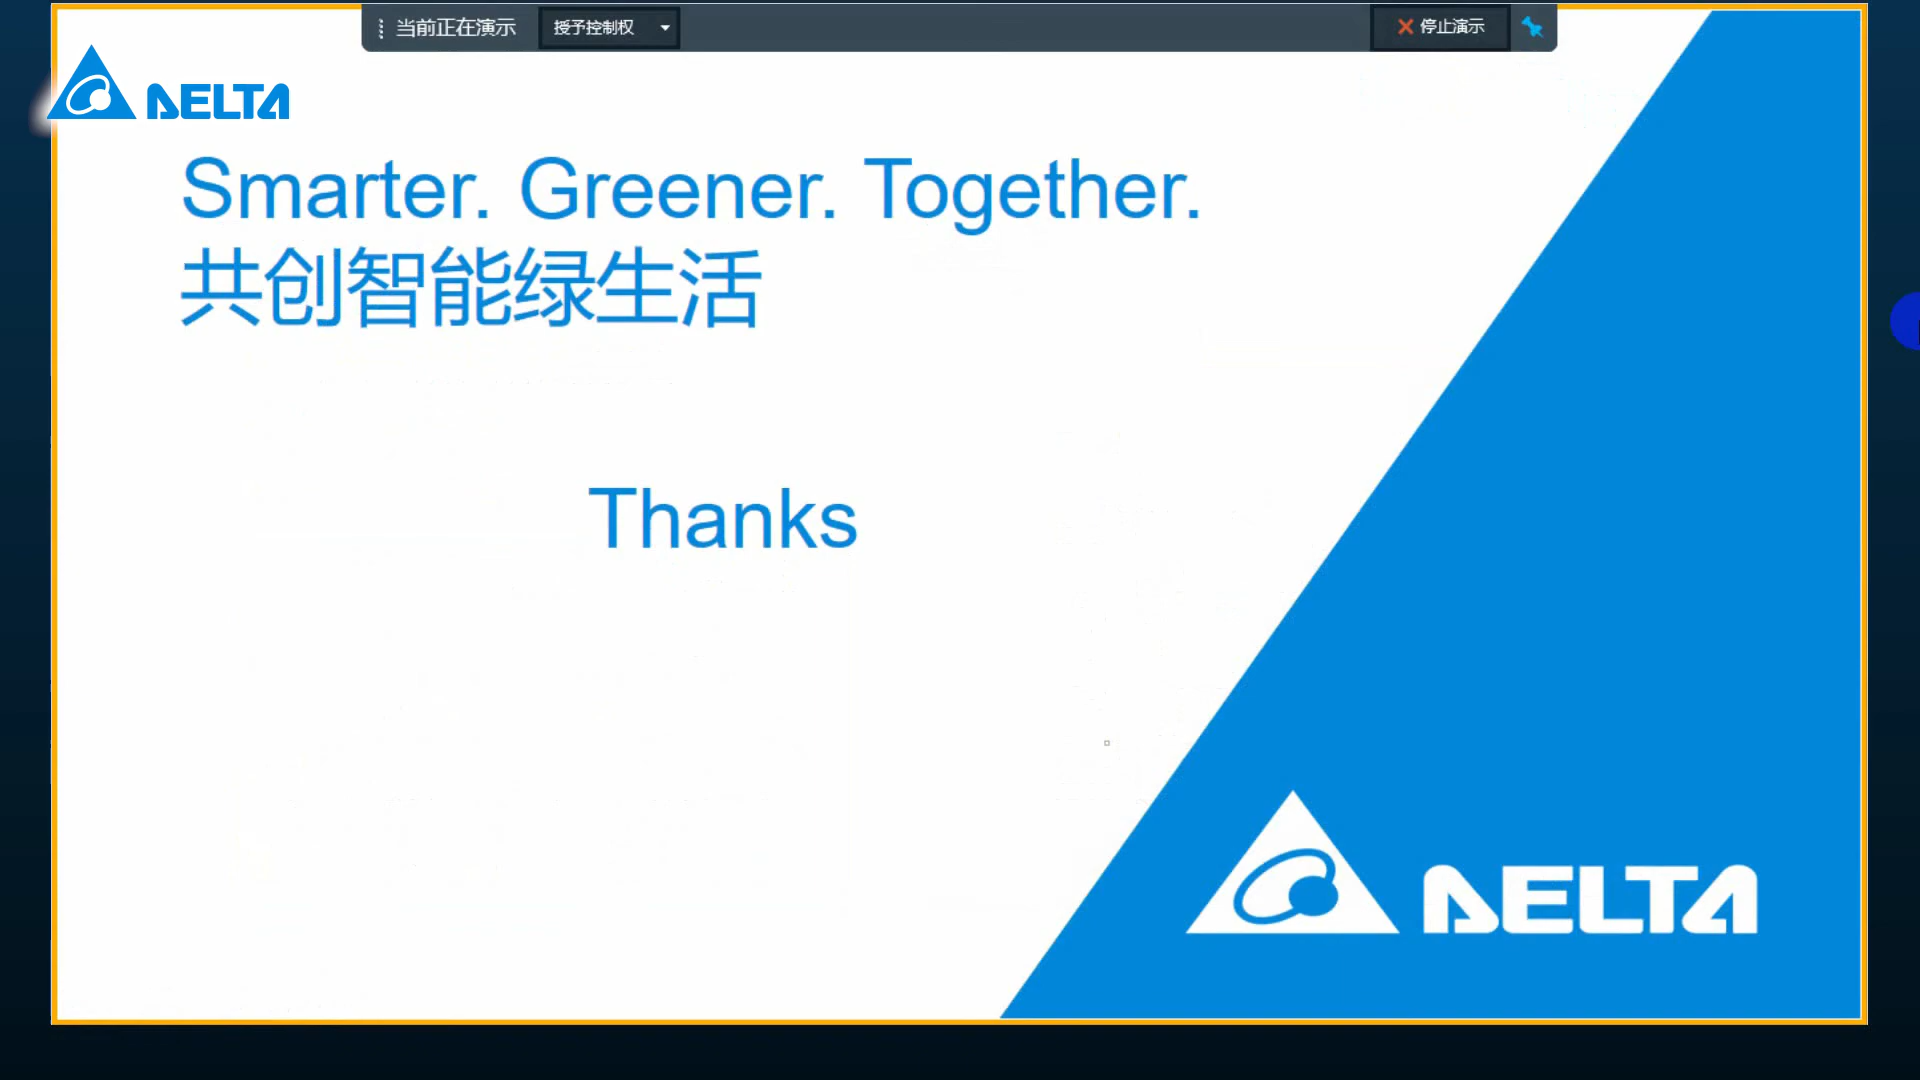 当前正在演示 授予控制权 停止演示
DELTA
Smarter. Greener. Together.
共创智能绿生活
Thanks
DELTA